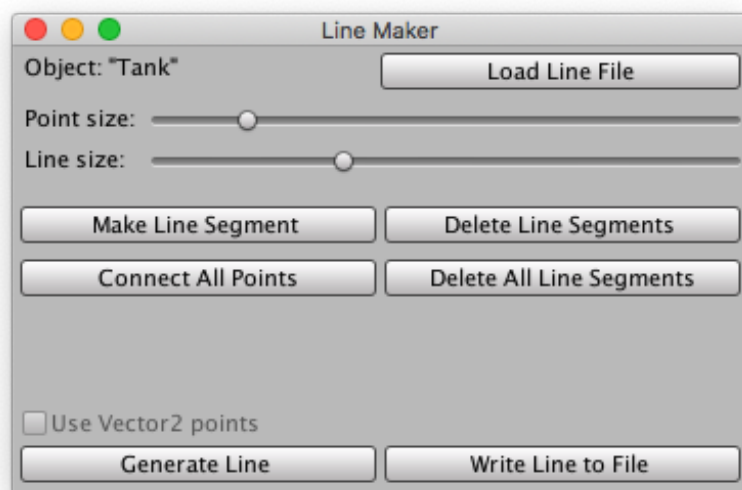 Line Maker
Object: "Tank"
Load Line File
Point size:
Line size:
Make Line Segment
Delete Line Segments
Connect All Points
Delete All Line Segments
Use Vector2 points
Generate Line
Write Line to File